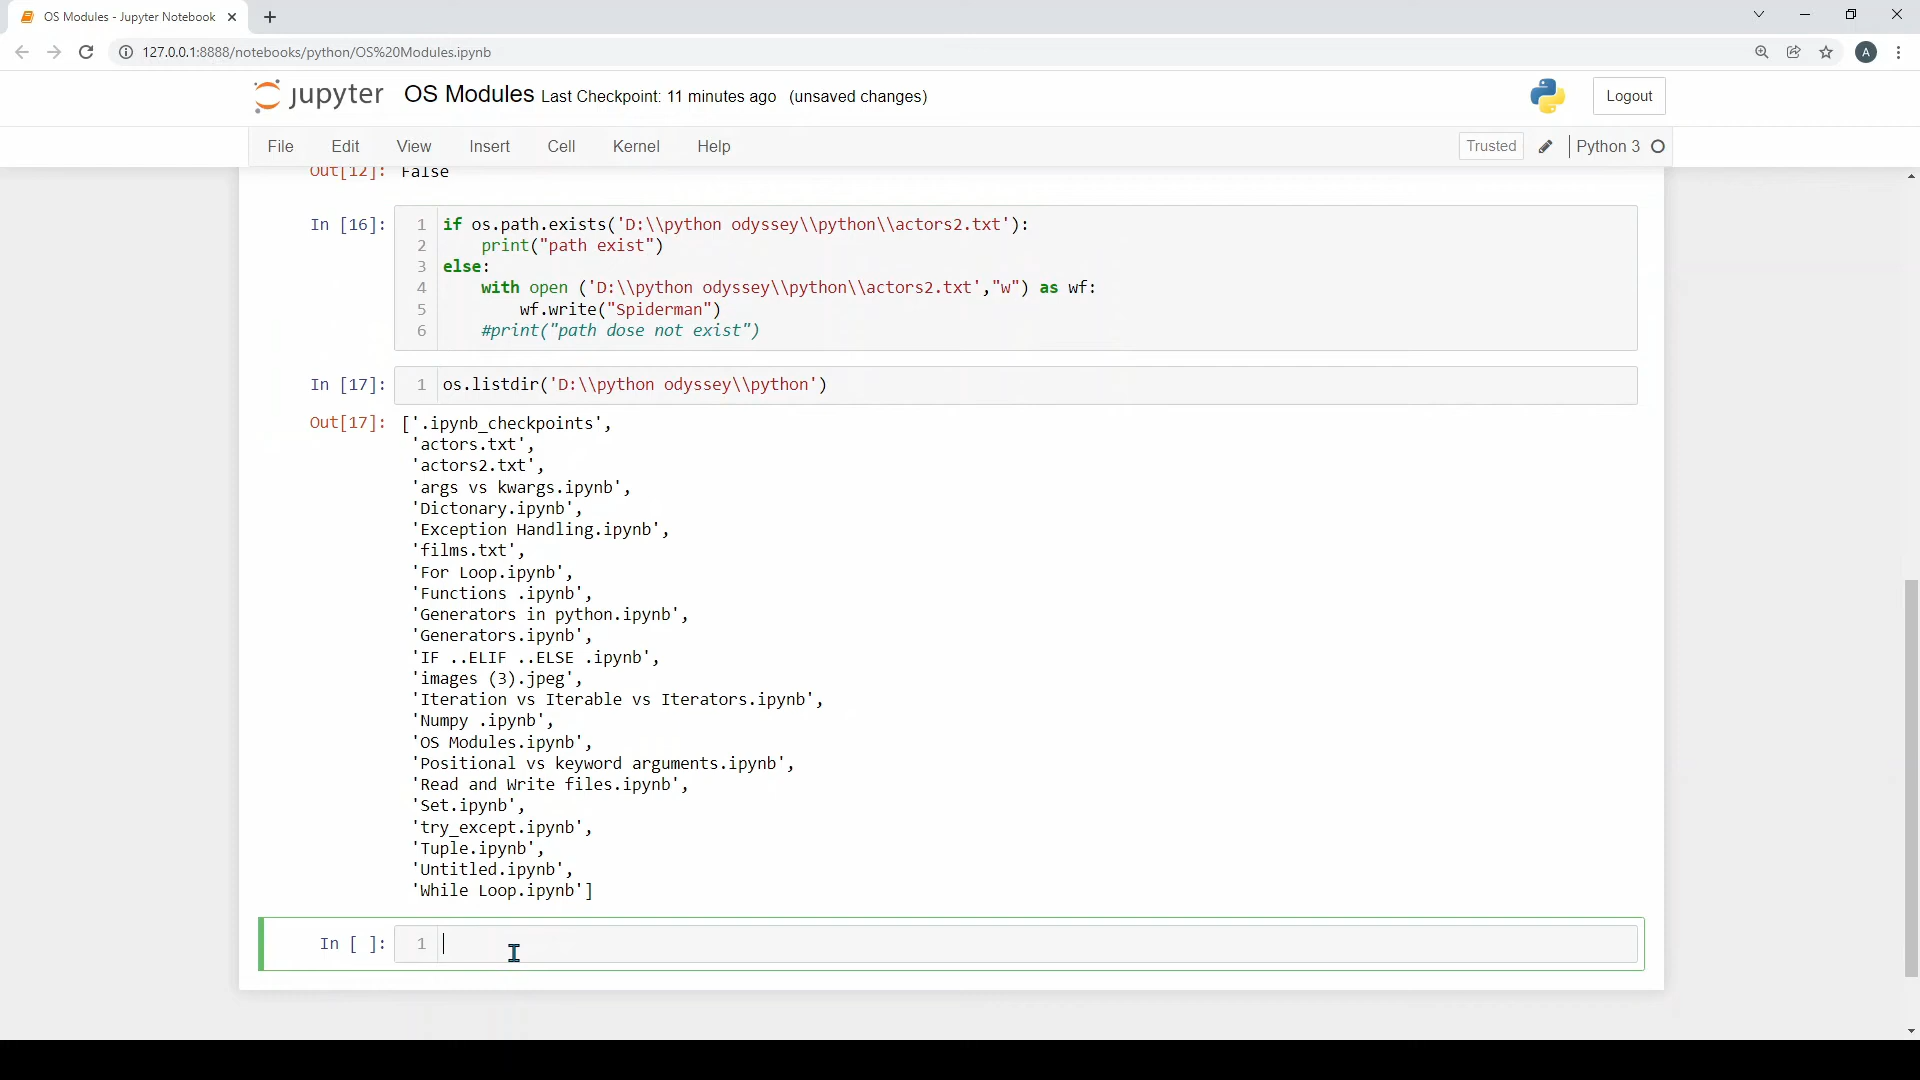 OS Modules - Jupyter Notebook
127.0.0.1:8888/notebooks/python/OS%20Modules.ipynb
A
jupyter OS Modules Last Checkpoint: 11 minutes ago (unsaved changes)
Logout
File Edit View Insert Cell Kernel Help
Trusted Python 3
Out[12]: False
In [16]: 1 if os.path.exists('D:\\python odyssey\\python\\actors2.txt'):
2 print("path exist")
3 else:
4 with open ('D:\\python odyssey\\python\\actors2.txt',"w") as wf:
5 wf.write("Spiderman")
6 #print("path dose not exist")
In [17]: 1 os.listdir('D:\\python odyssey\\python')
Out[17]: ['.ipynb_checkpoints',
'actors.txt',
'actors2.txt',
'args vs kwargs.ipynb',
'Dictonary.ipynb',
'Exception Handling.ipynb',
'films.txt',
'For Loop.ipynb',
'Functions .ipynb',
'Generators in python.ipynb',
'Generators.ipynb',
'IF ..ELIF ..ELSE .ipynb',
'images (3).jpeg',
'Iteration vs Iterable vs Iterators.ipynb',
'Numpy .ipynb',
'OS Modules.ipynb',
'Positional vs keyword arguments.ipynb',
'Read and Write files.ipynb',
'Set.ipynb',
'try_except.ipynb',
'Tuple.ipynb',
'Untitled.ipynb',
'While Loop.ipynb']
In [ ]: 1